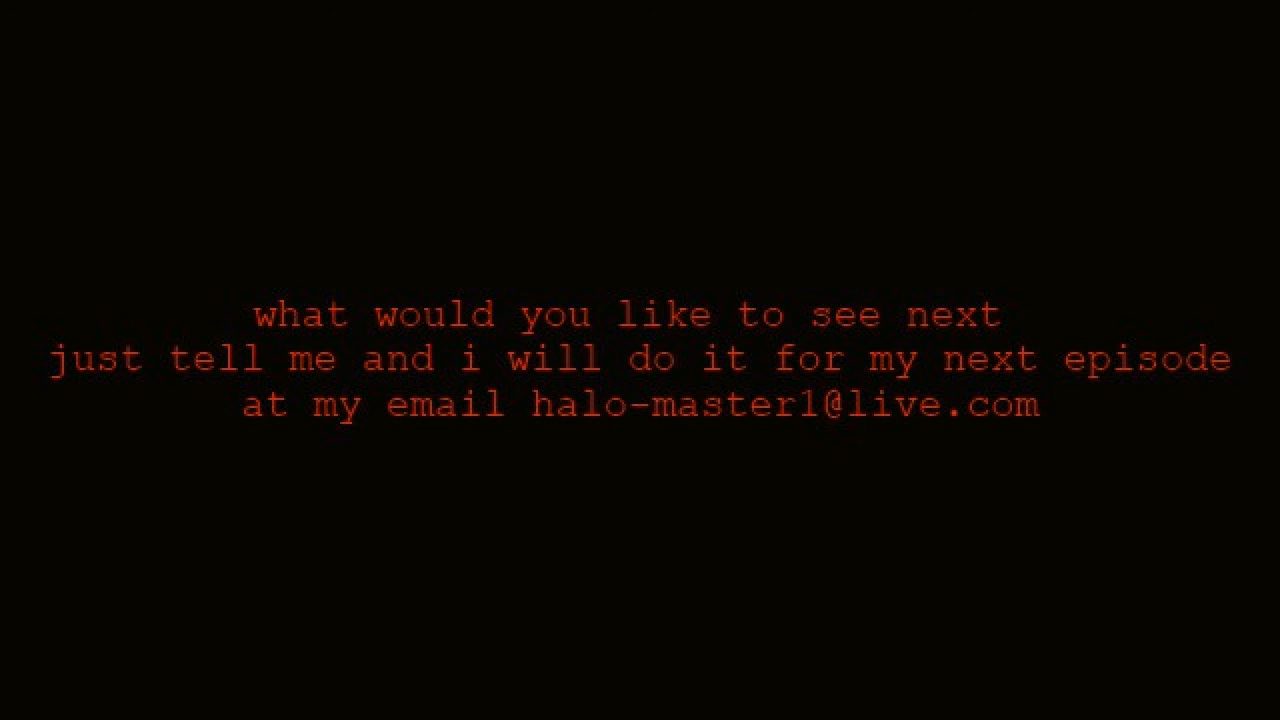 what would you like to see next
just tell me and i will do it for my next episode
at my email halo-master1@live.com